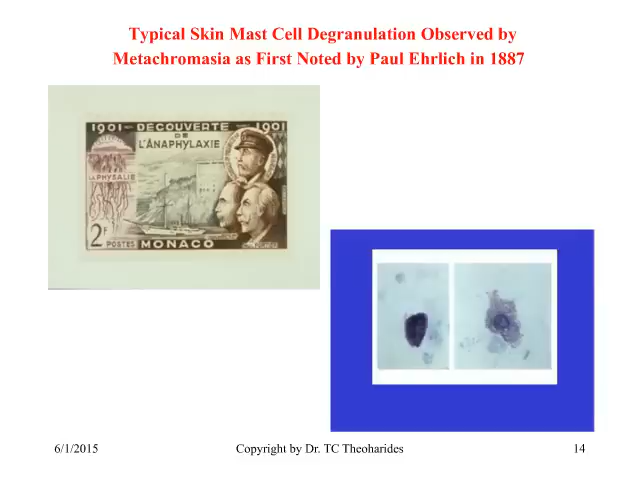 Typical Skin Mast Cell Degranulation Observed by
Metachromasia as First Noted by Paul Ehrlich in 1887
1901 DÉCOUVERTE 1901
DE
L'ANAPHYLAXIE
LA PHYSALIE
2F
POSTES MONACO
6/1/2015
Copyright by Dr. TC Theoharides
14